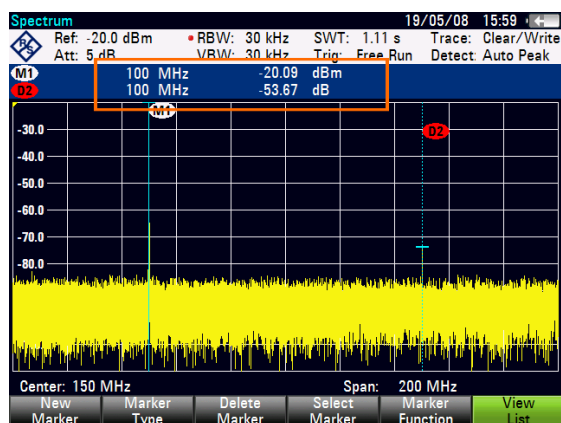 Spectrum 19/05/08 15:59
Ref: -20.0 dBm • RBW: 30 kHz SWT: 1.11 s Trace: Clear/Write
Att: 5 dB VBW: 30 kHz Trig: Free Run Detect: Auto Peak
M1 100 MHz -20.09 dBm
D2 100 MHz -53.67 dB
M1
D2
-30.0
-40.0
-50.0
-60.0
-70.0
-80.0
Center: 150 MHz Span: 200 MHz
New Marker Delete Select Marker View
Marker Type Marker Marker Function List